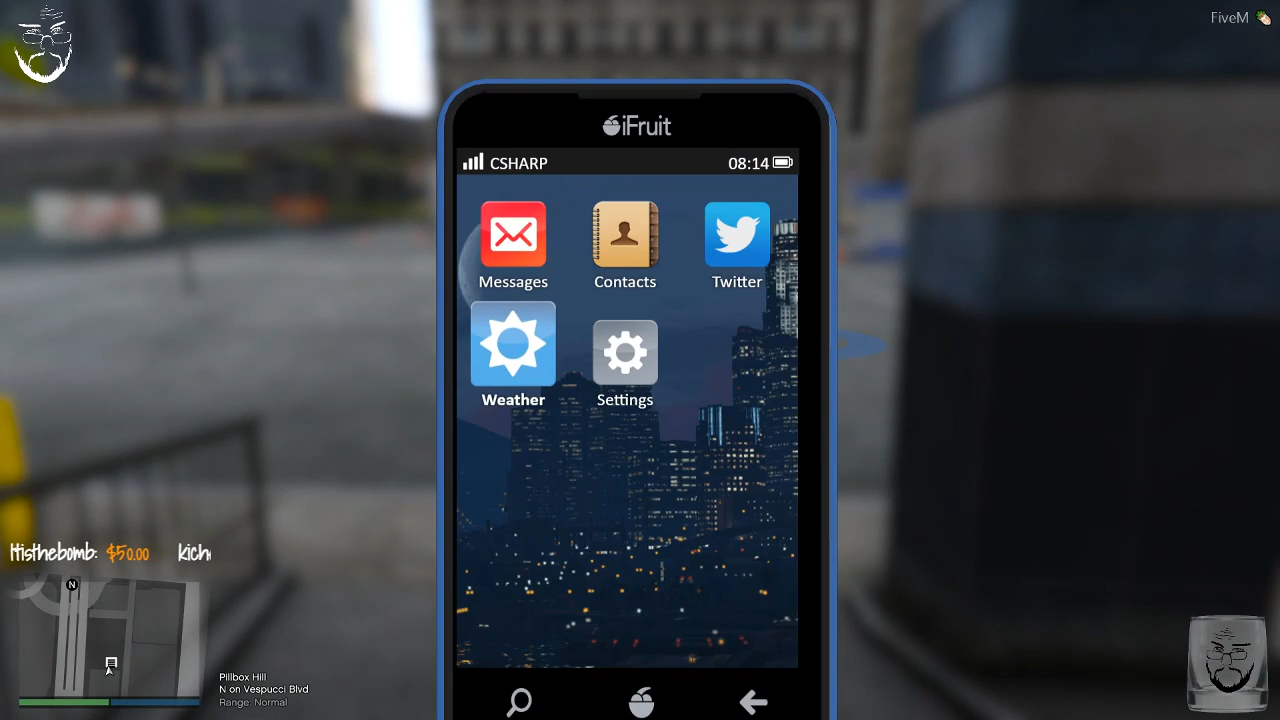 FiveM
iFruit
CSHARP 08:14
Messages Contacts Twitter
Weather Settings
Itisthebomb: $50.00 kich
N
Pillbox Hill
N on Vespucci Blvd
Range: Normal